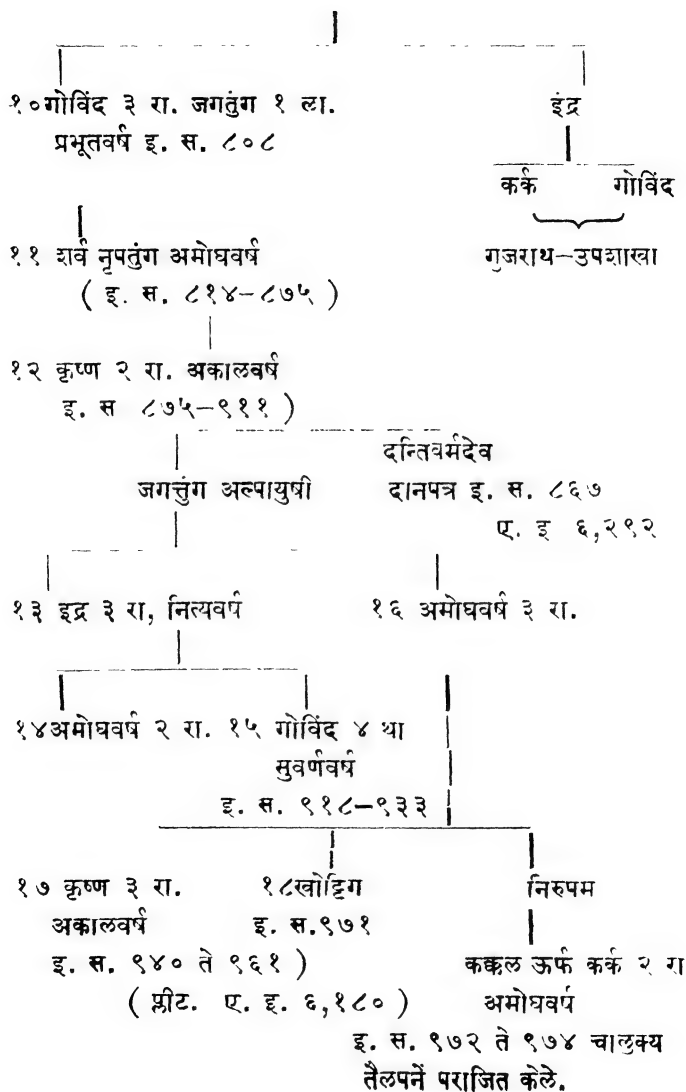 १०गोविंद ३ रा. जगतुंग १ ला. इंद्र
प्रभूतवर्ष इ. स. ८०८
कर्क गोविंद
११ शर्व नृपतुंग अमोघवर्ष गुजराथ-उपशाखा
( इ. स. ८१४-८७५ )
१२ कृष्ण २ रा. अकालवर्ष
इ. स ८७५-९११ )
दन्तिवर्मदेव
जगत्तुंग अल्पायुषी दानपत्र इ. स. ८६७
ए. इ ६,२९२
१३ इद्र ३ रा, नित्यवर्ष १६ अमोघवर्ष ३ रा.
१४अमोघवर्ष २ रा. १५ गोविंद ४ था
सुवर्णवर्ष
इ. स. ९१८-९३३
१७ कृष्ण ३ रा. १८खोट्टिग निरुपम
अकालवर्ष इ. स.९७१
इ. स. ९४० ते ९६१ ) कक्कल ऊर्फ कर्क २ रा
( प्लीट. ए. इ. ६,१८० ) अमोघवर्ष
इ. स. ९७२ ते ९७४ चालुक्य
तैलपनें पराजित केले.